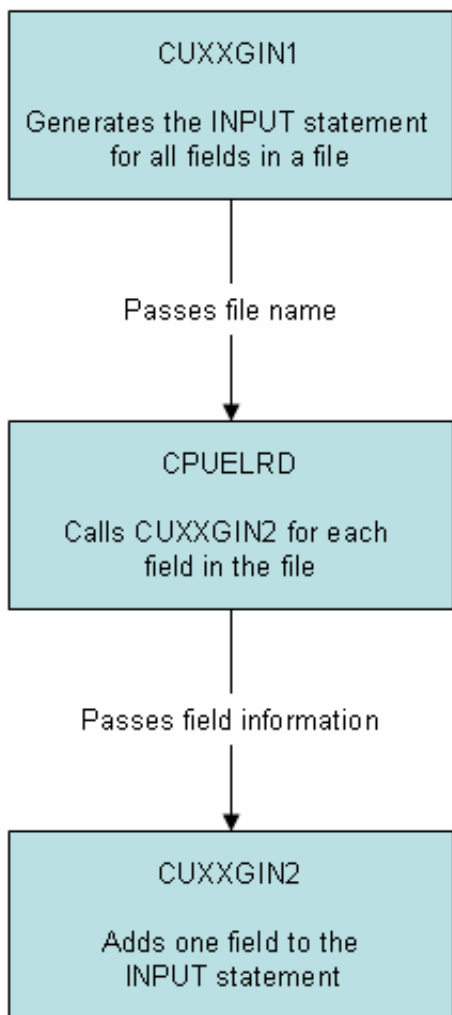 CUXXGIN1
Generates the INPUT statement
for all fields in a file
Passes file name
CPUELRD
Calls CUXXGIN2 for each
field in the file
Passes field information
CUXXGIN2
Adds one field to the
INPUT statement